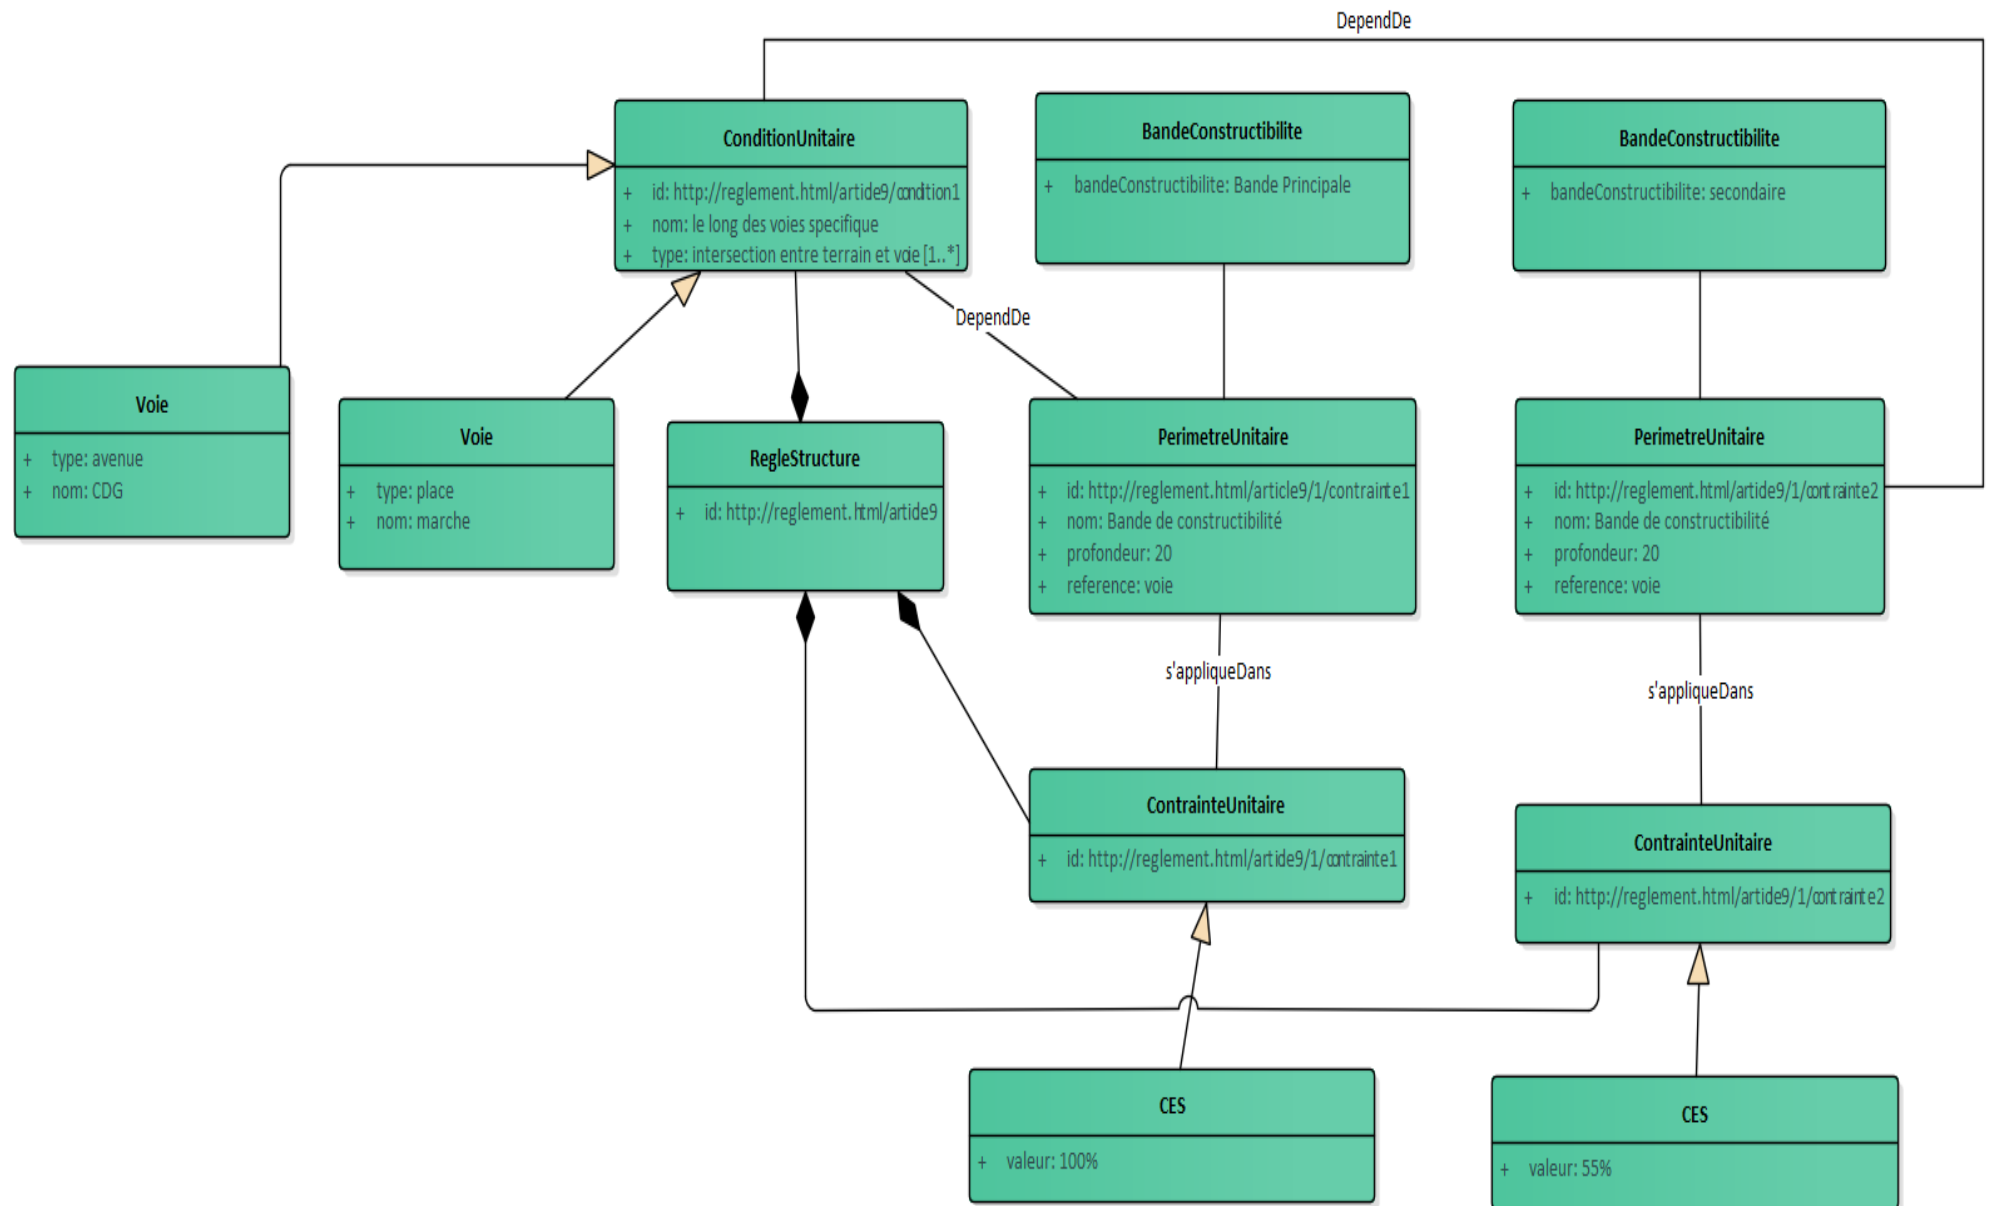 DependDe
ConditionUnitaire
+ id: http://reglement.html/article9/condition1
+ nom: le long des voies specifique
+ type: intersection entre terrain et voie [1..*]
BandeConstructibilite
+ bandeConstructibilite: Bande Principale
BandeConstructibilite
+ bandeConstructibilite: secondaire
DependDe
Voie
+ type: avenue
+ nom: CDG
Voie
+ type: place
+ nom: marche
RegleStructure
+ id: http://reglement.html/article9
PerimetreUnitaire
+ id: http://reglement.html/article9/1/contrainte1
+ nom: Bande de constructibilité
+ profondeur: 20
+ reference: voie
PerimetreUnitaire
+ id: http://reglement.html/article9/1/contrainte2
+ nom: Bande de constructibilité
+ profondeur: 20
+ reference: voie
s'appliqueDans
s'appliqueDans
ContrainteUnitaire
+ id: http://reglement.html/article9/1/contrainte1
ContrainteUnitaire
+ id: http://reglement.html/article9/1/contrainte2
CES
+ valeur: 100%
CES
+ valeur: 55%